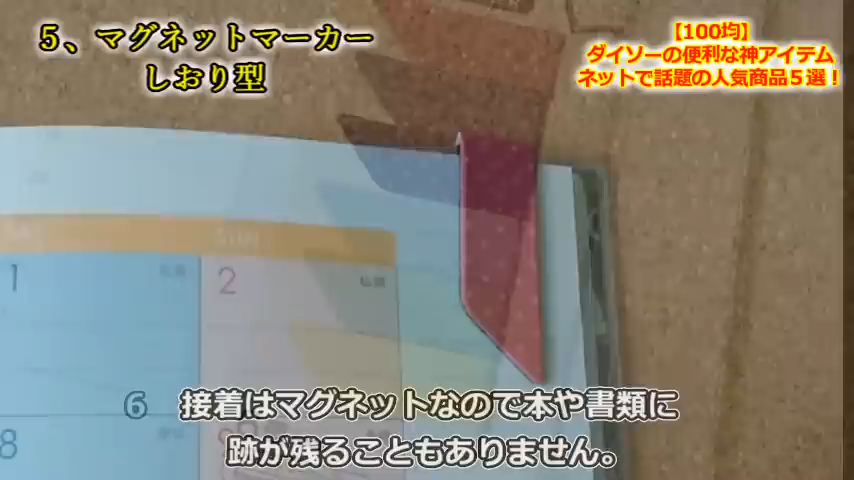 5、マグネットマーカー
しおり型
【100均】
ダイソーの便利な神アイテム
ネットで話題の人気商品5選！
SUN
1
仏滅
2
6
8
9
接着はマグネットなので本や書類に
跡が残ることもありません。